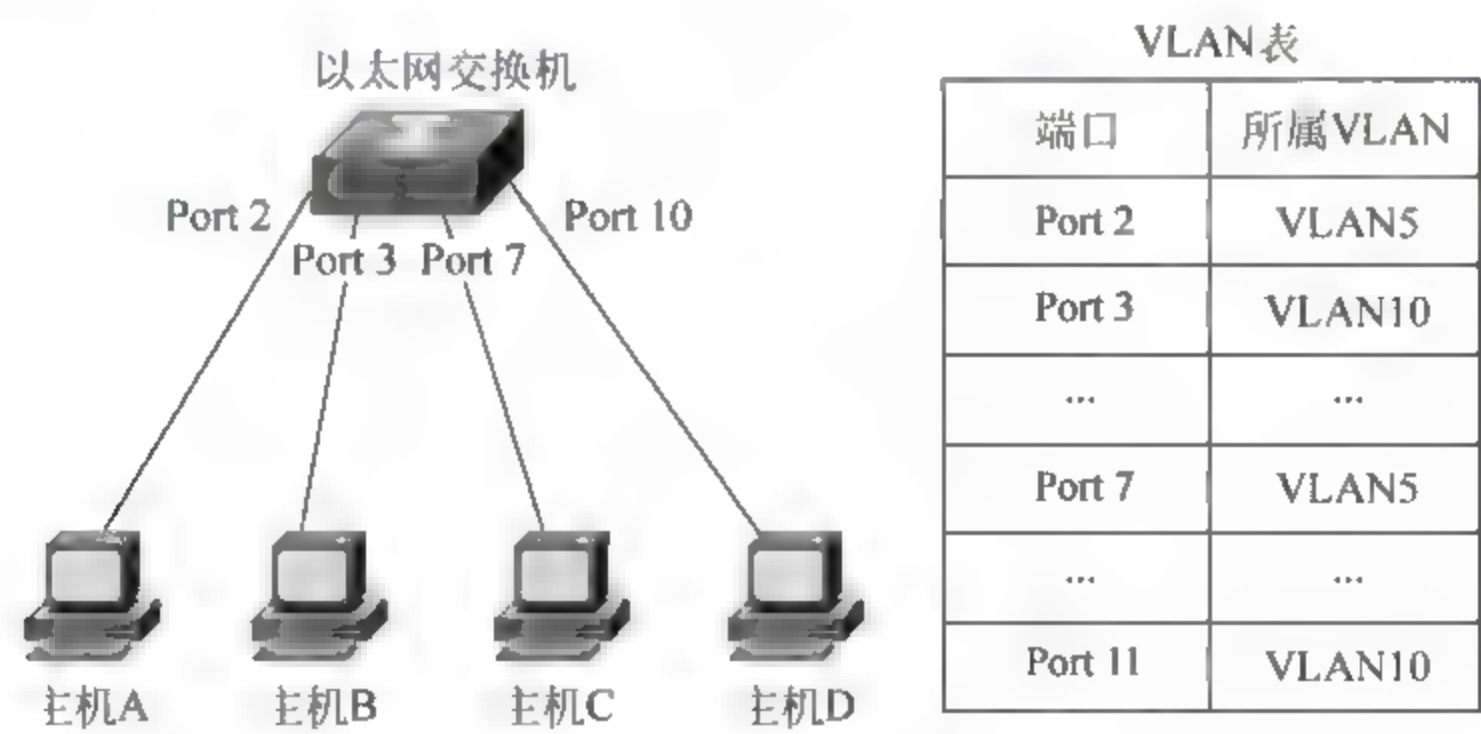 以太网交换机
Port 2
Port 3
Port 7
Port 10
主机A
主机B
主机C
主机D
VLAN表
端口 所属VLAN
Port 2 VLAN5
Port 3 VLAN10
... ...
Port 7 VLAN5
... ...
Port 11 VLAN10